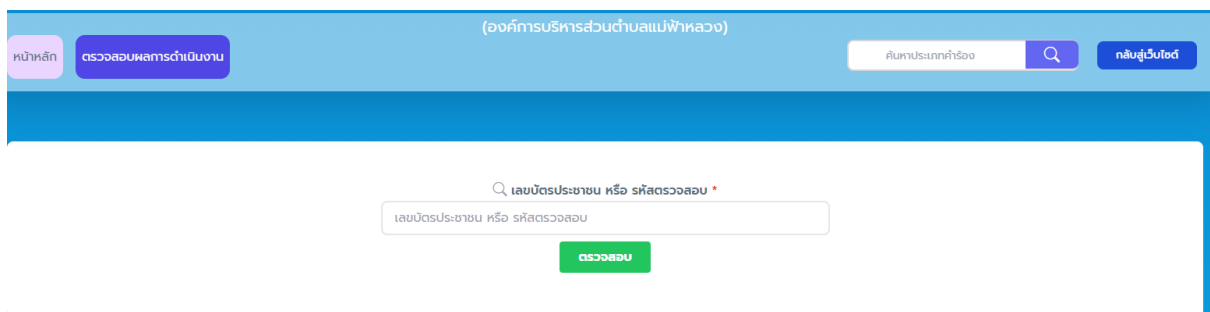 (องค์การบริหารส่วนตำบลแม่ฟ้าหลวง)
หน้าหลัก ตรวจสอบผลการดำเนินงาน ค้นหาประเภทคำร้อง กลับสู่เว็บไซต์
เลขบัตรประชาชน หรือ รหัสตรวจสอบ *
เลขบัตรประชาชน หรือ รหัสตรวจสอบ
ตรวจสอบ